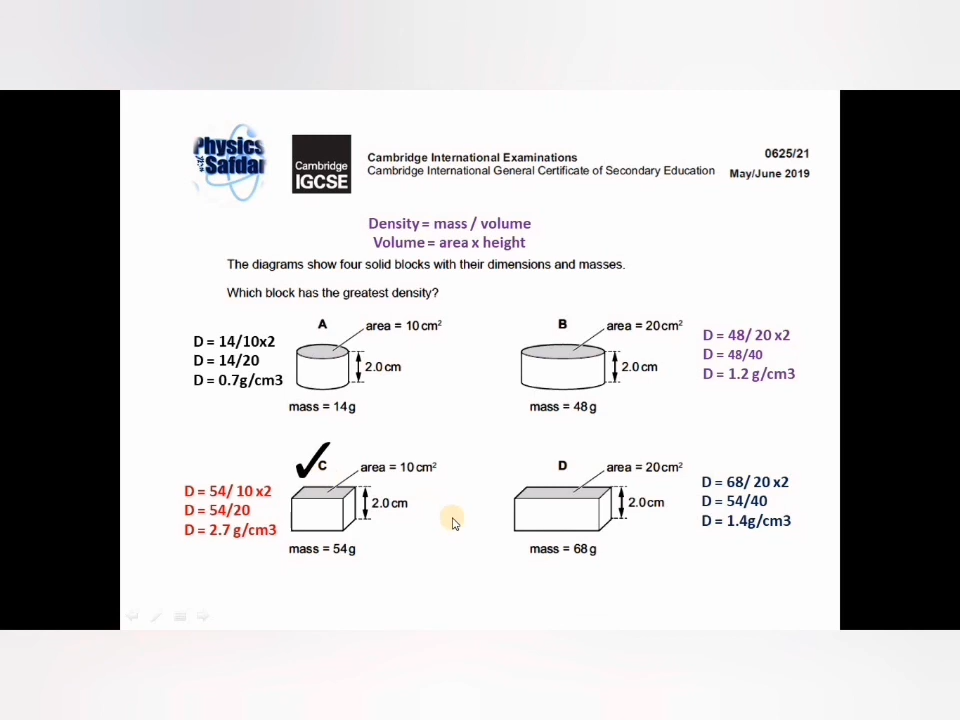 Physics
with
Safdar
Cambridge
IGCSE
Cambridge International Examinations
Cambridge International General Certificate of Secondary Education
0625/21
May/June 2019
Density = mass / volume
Volume = area x height
The diagrams show four solid blocks with their dimensions and masses.
Which block has the greatest density?
A
area = 10 cm²
2.0 cm
mass = 14 g
D = 14/10x2
D = 14/20
D = 0.7g/cm3
B
area = 20 cm²
2.0 cm
mass = 48 g
D = 48/ 20 x2
D = 48/40
D = 1.2 g/cm3
C
area = 10 cm²
2.0 cm
mass = 54 g
D = 54/ 10 x2
D = 54/20
D = 2.7 g/cm3
D
area = 20 cm²
2.0 cm
mass = 68 g
D = 68/ 20 x2
D = 54/40
D = 1.4g/cm3